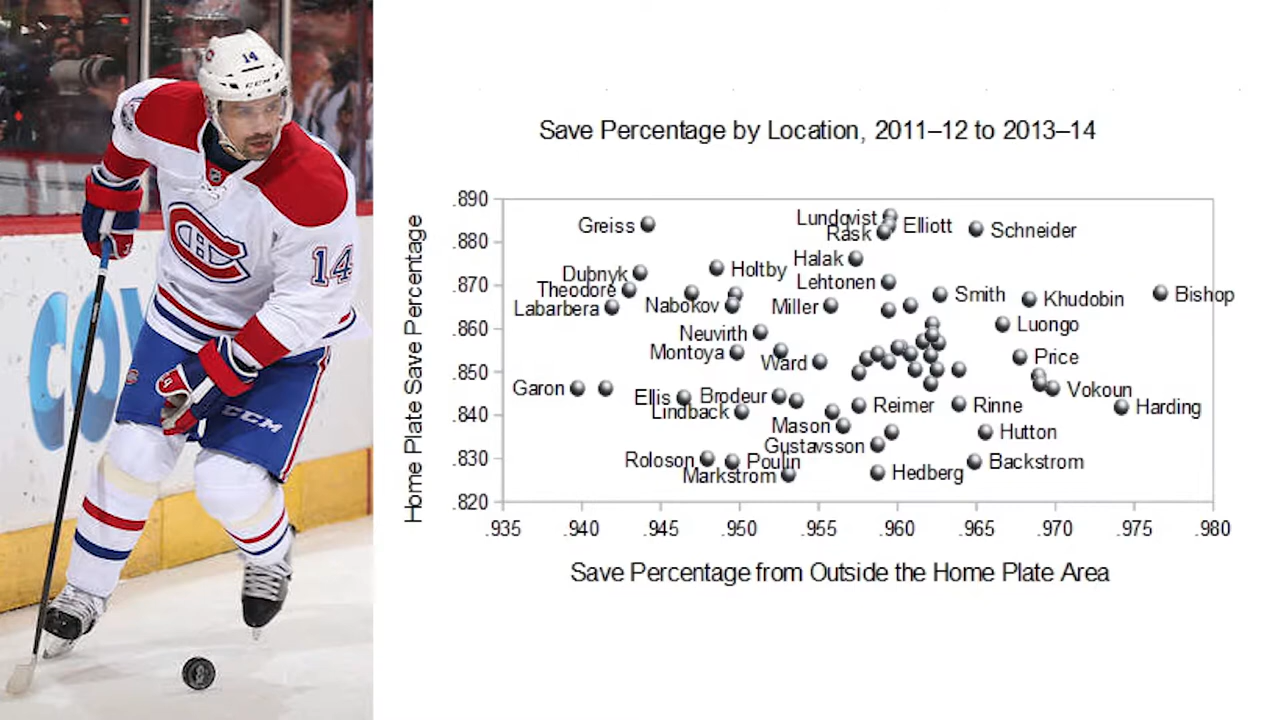 14
CCM
14
CCM
Save Percentage by Location, 2011–12 to 2013–14
Home Plate Save Percentage
.890
.880
.870
.860
.850
.840
.830
.820
Greiss
Lundqvist
Elliott
Rask
Schneider
Halak
Dubnyk
Holtby
Theodore
Lehtonen
Labarbera
Nabokov
Miller
Smith
Khudobin
Bishop
Neuvirth
Luongo
Montoya
Ward
Price
Garon
Ellis
Brodeur
Vokoun
Lindback
Reimer
Rinne
Harding
Mason
Gustavsson
Hutton
Roloson
Poulin
Markstrom
Hedberg
Backstrom
.935 .940 .945 .950 .955 .960 .965 .970 .975 .980
Save Percentage from Outside the Home Plate Area